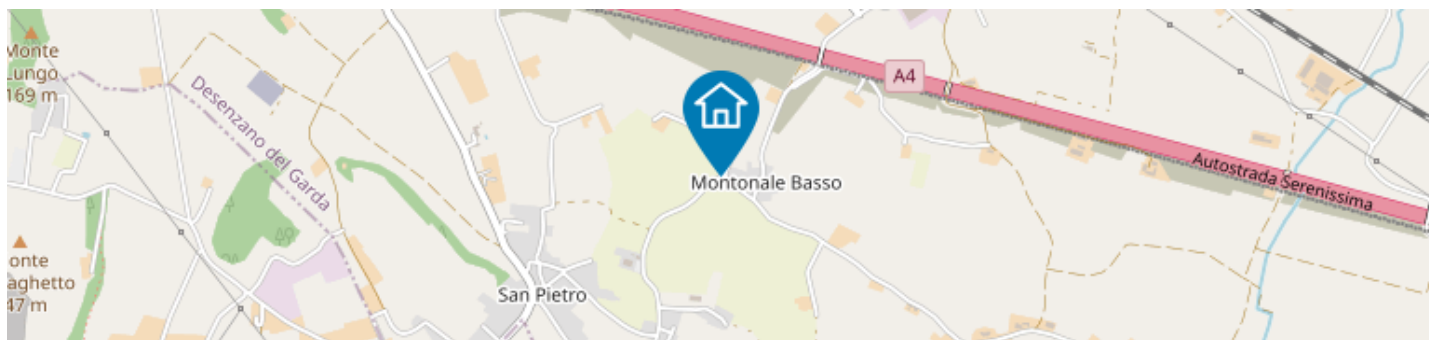 Monte
Lungo
169 m
Desenzano del Garda
A4
Montonale Basso
Autostrada Serenissima
onte
aghetto
47 m
San Pietro